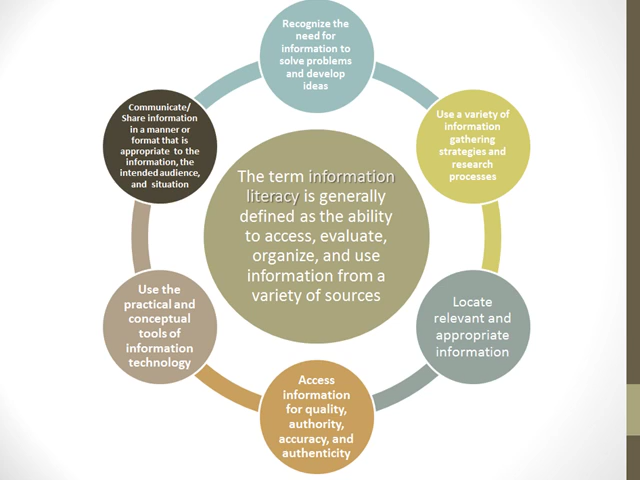 Recognize the
need for
information to
solve problems
and develop
ideas
Use a variety of
information
gathering
strategies and
research
processes
Locate
relevant and
appropriate
information
Access
information
for quality,
authority,
accuracy, and
authenticity
Use the
practical and
conceptual
tools of
information
technology
Communicate/
Share information
in a manner or
format that is
appropriate to the
information, the
intended audience,
and situation
The term information
literacy is generally
defined as the ability
to access, evaluate,
organize, and use
information from a
variety of sources